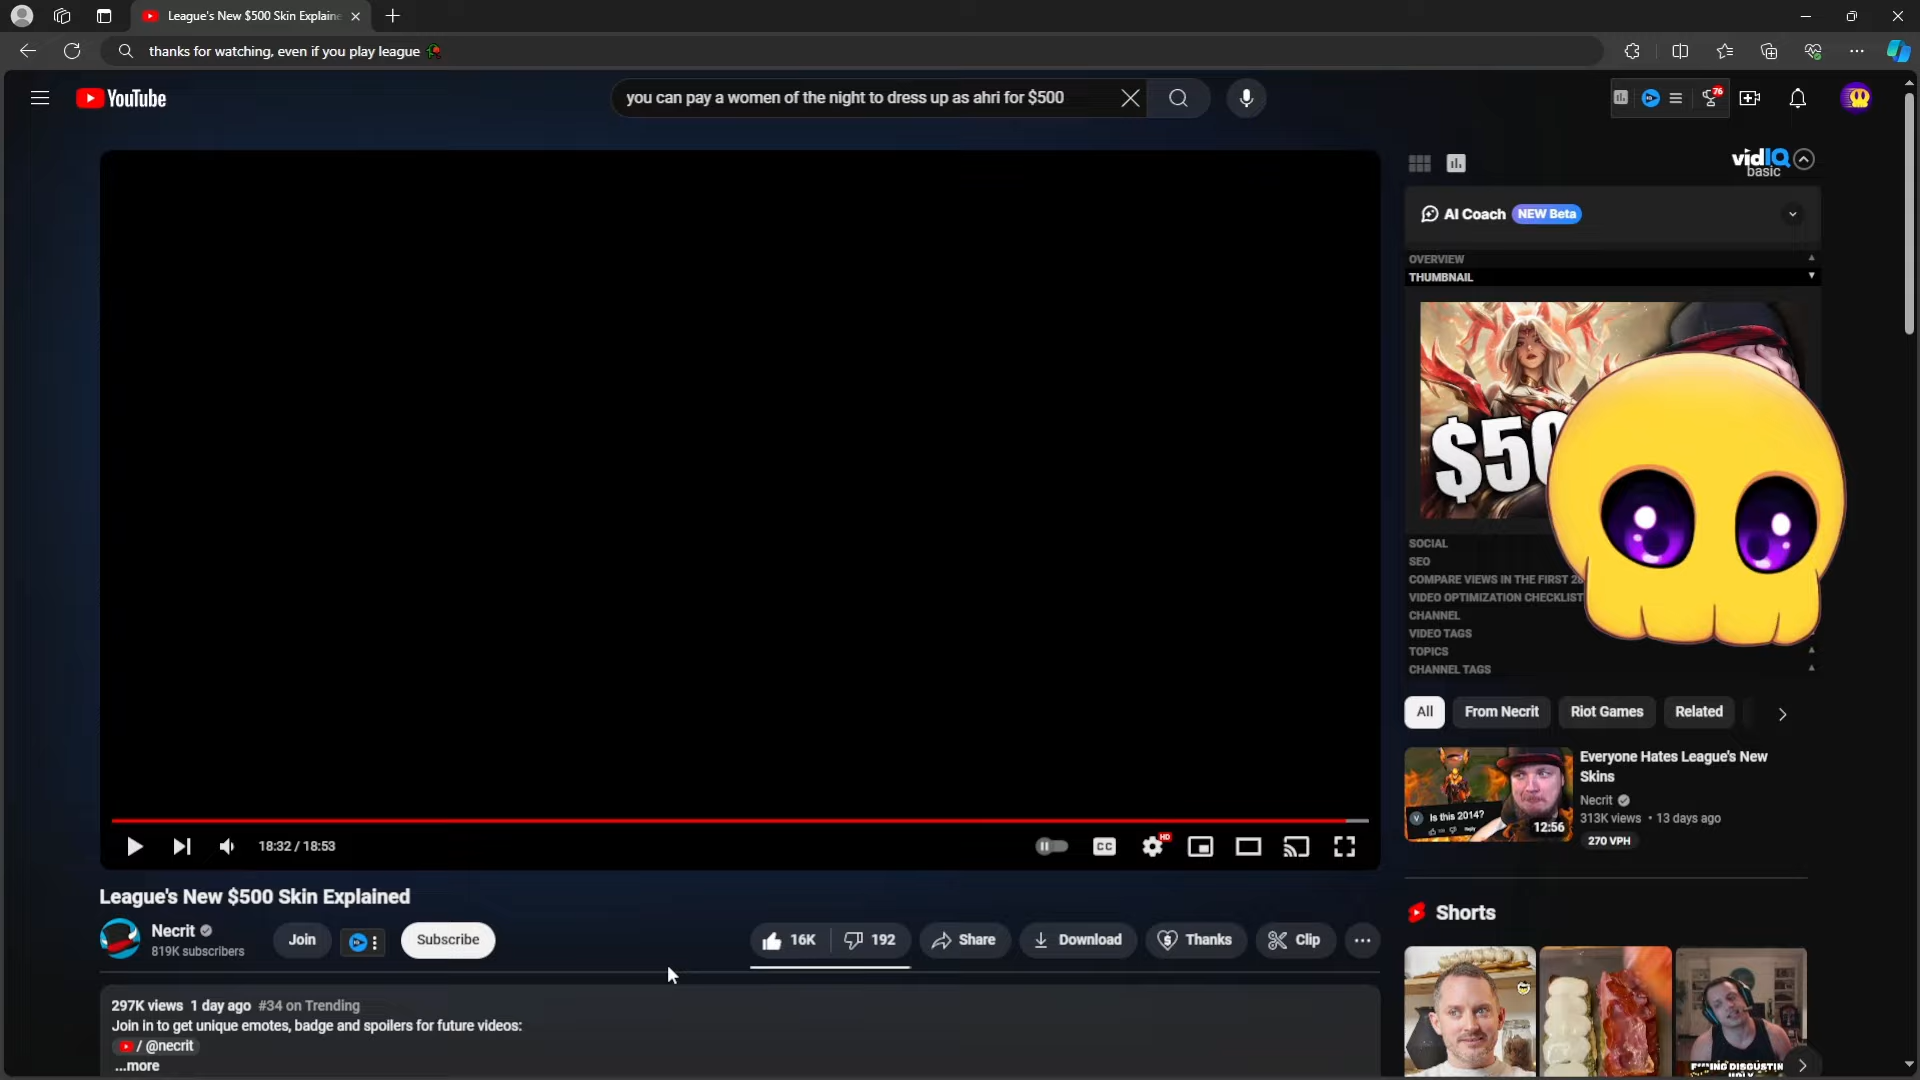 League's New $500 Skin Explaine
thanks for watching, even if you play league
YouTube
you can pay a women of the night to dress up as ahri for $500
76
vidIQ
basic
AI Coach NEW Beta
OVERVIEW
THUMBNAIL
$50
SOCIAL
SEO
COMPARE VIEWS IN THE FIRST 28
VIDEO OPTIMIZATION CHECKLIST
CHANNEL
VIDEO TAGS
TOPICS
CHANNEL TAGS
All
From Necrit
Riot Games
Related
Is this 2014?
Reply
12:56
Everyone Hates League's New
Skins
Necrit
313K views • 13 days ago
270 VPH
Shorts
18:32 / 18:53
CC
HD
League's New $500 Skin Explained
Necrit
819K subscribers
Join
Subscribe
16K
192
Share
Download
Thanks
Clip
297K views 1 day ago #34 on Trending
Join in to get unique emotes, badge and spoilers for future videos:
/ @necrit
...more